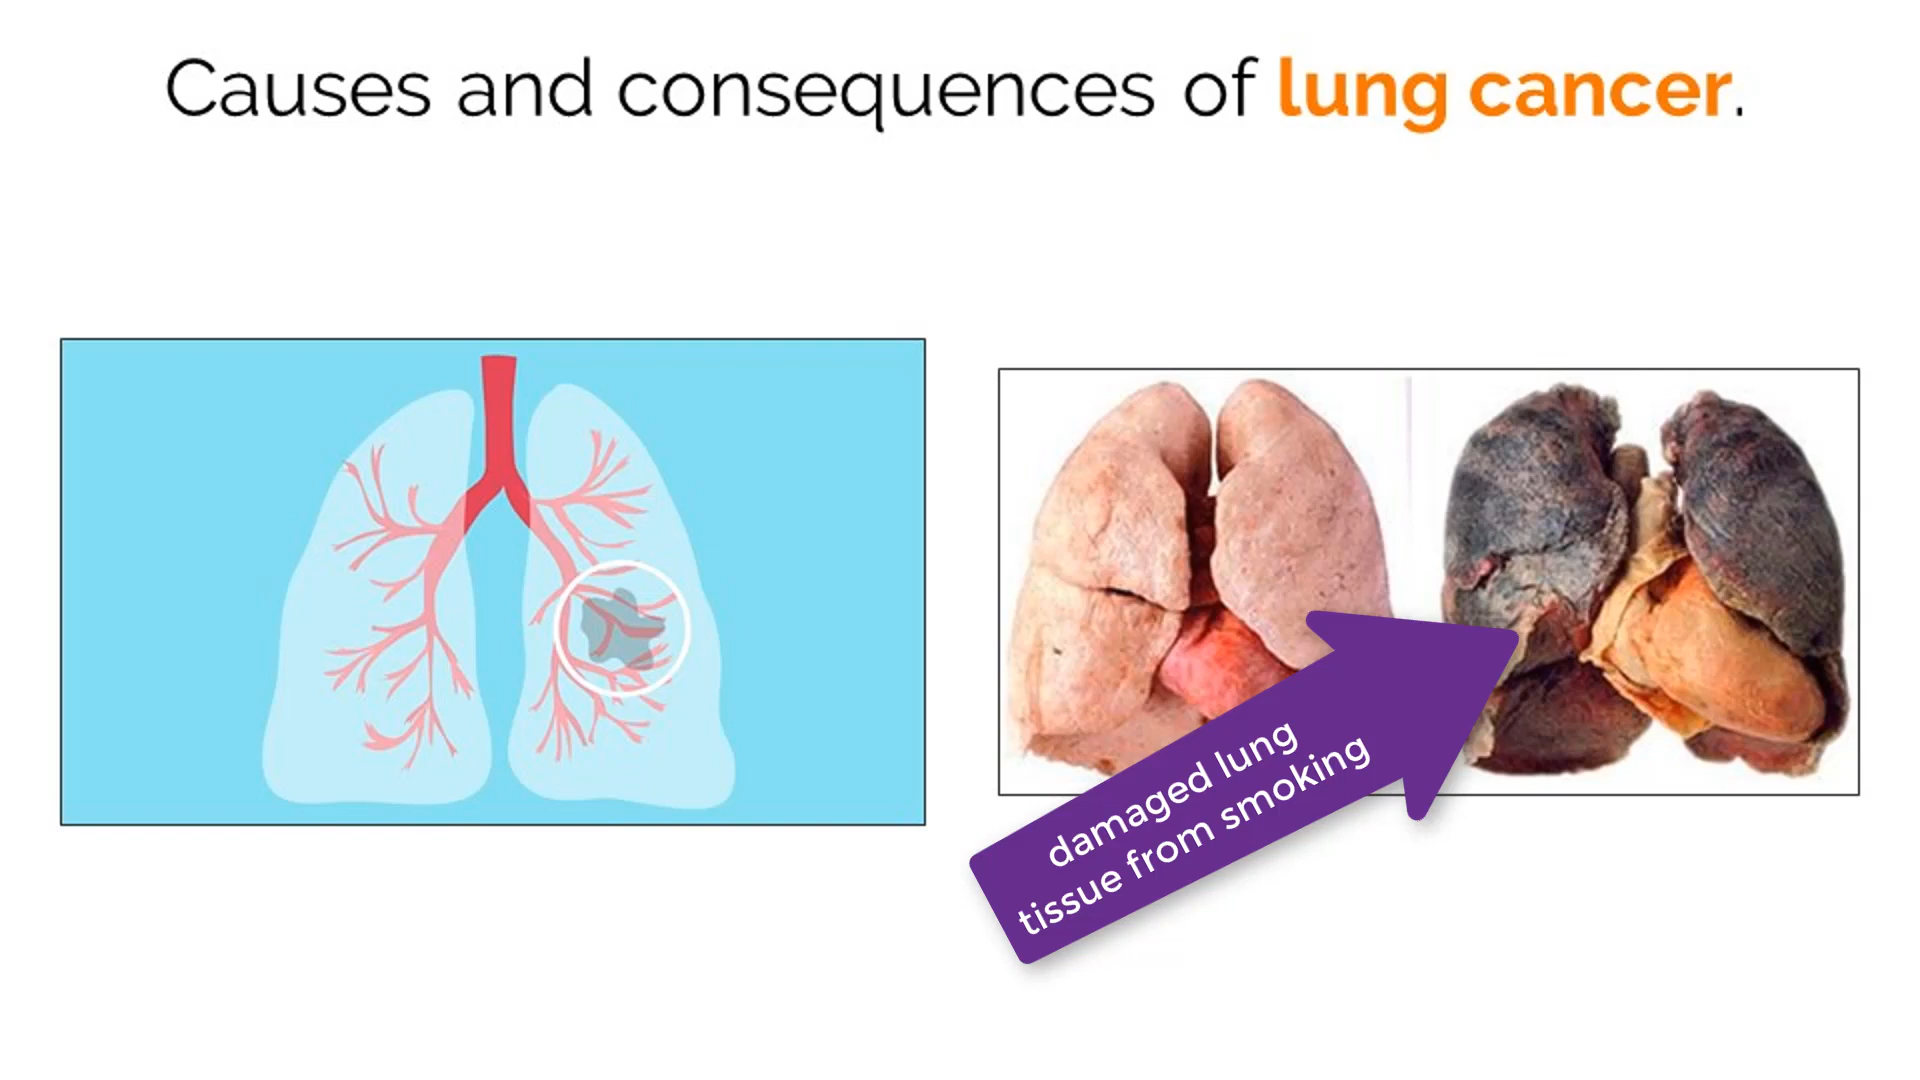 Causes and consequences of lung cancer.
damaged lung
tissue from smoking